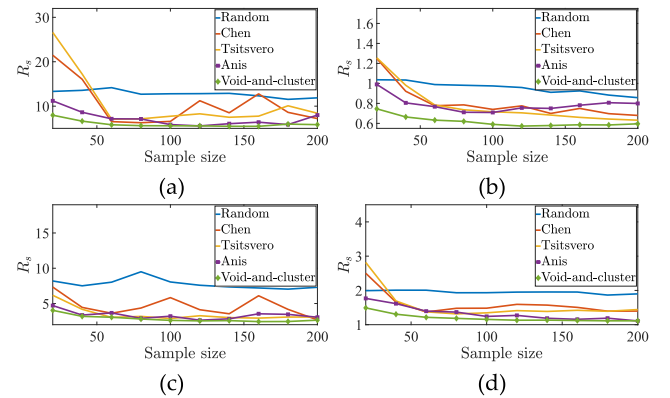 30
20
10
R_s
50 100 150 200
Sample size
Random
Chen
Tsitsvero
Anis
Void-and-cluster
(a)
1.6
1.4
1.2
1
0.8
0.6
R_s
50 100 150 200
Sample size
Random
Chen
Tsitsvero
Anis
Void-and-cluster
(b)
15
10
5
R_s
50 100 150 200
Sample size
Random
Chen
Tsitsvero
Anis
Void-and-cluster
(c)
4
3
2
1
R_s
50 100 150 200
Sample size
Random
Chen
Tsitsvero
Anis
Void-and-cluster
(d)